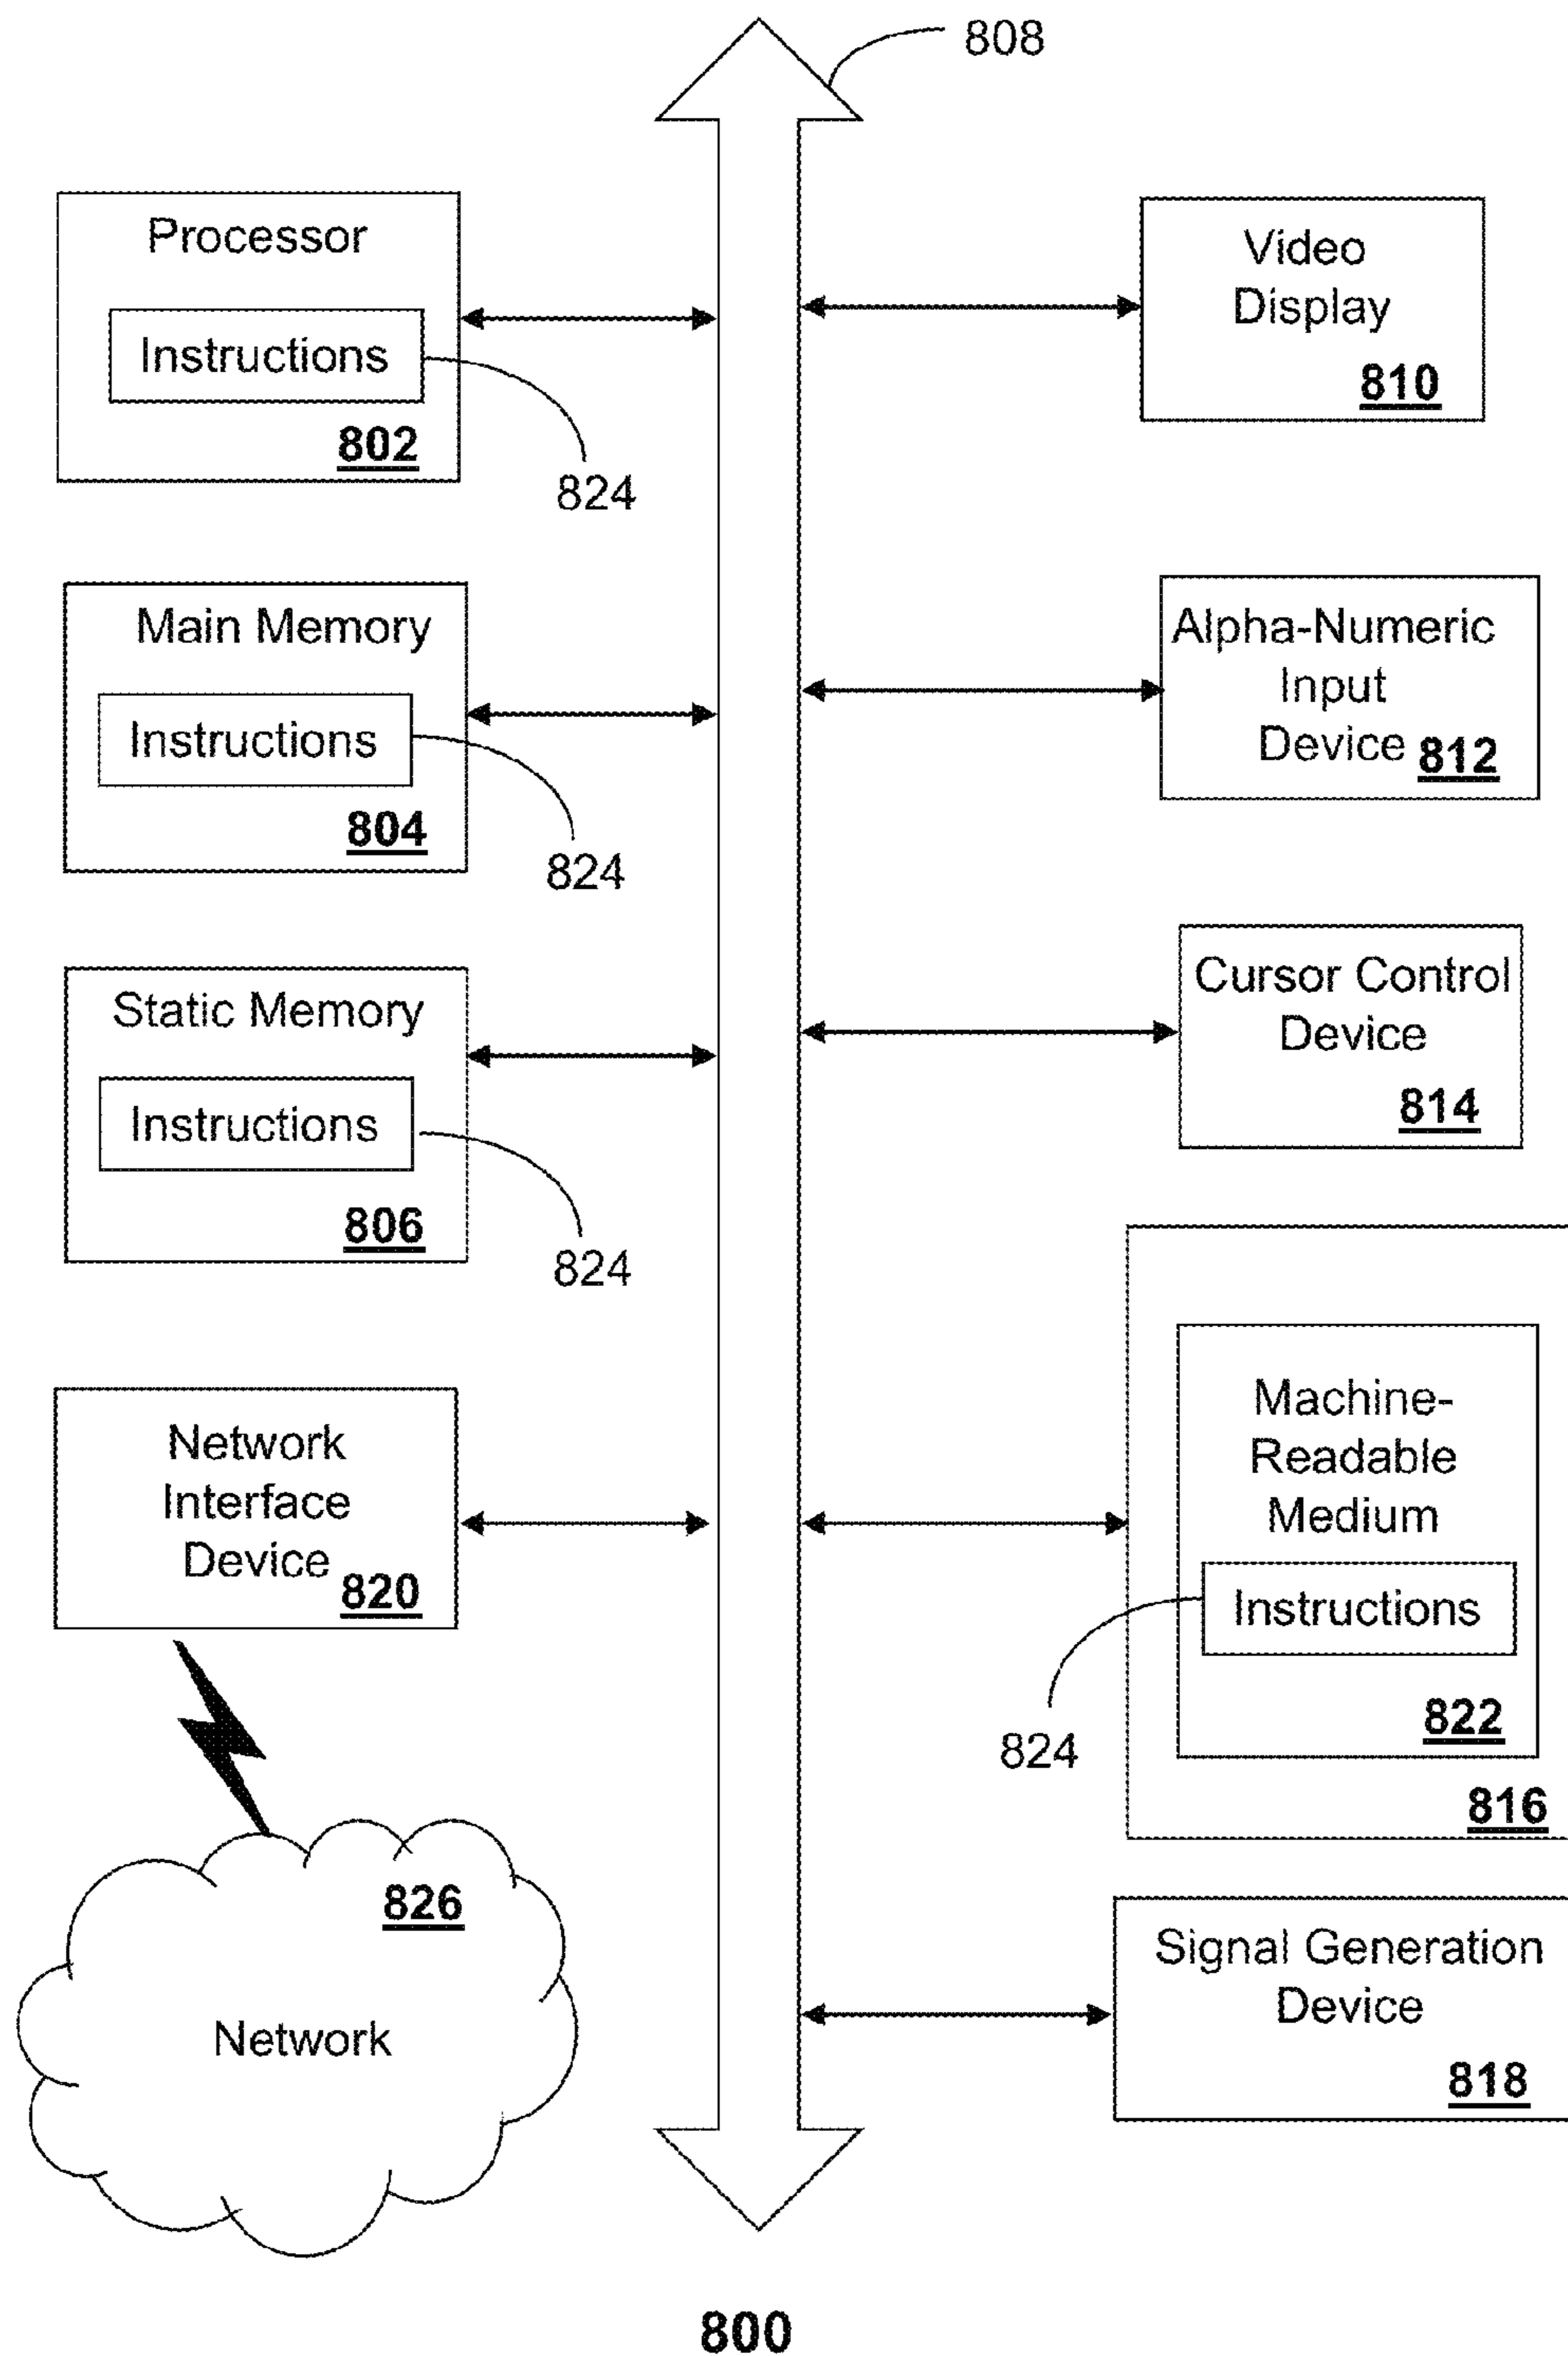 808
Processor
Instructions
802
824
Main Memory
Instructions
804
824
Static Memory
Instructions
806
824
Network
Interface
Device
820
826
Network
Video
Display
810
Alpha-Numeric
Input
Device
812
Cursor Control
Device
814
Machine-
Readable
Medium
Instructions
824
822
816
Signal Generation
Device
818
800